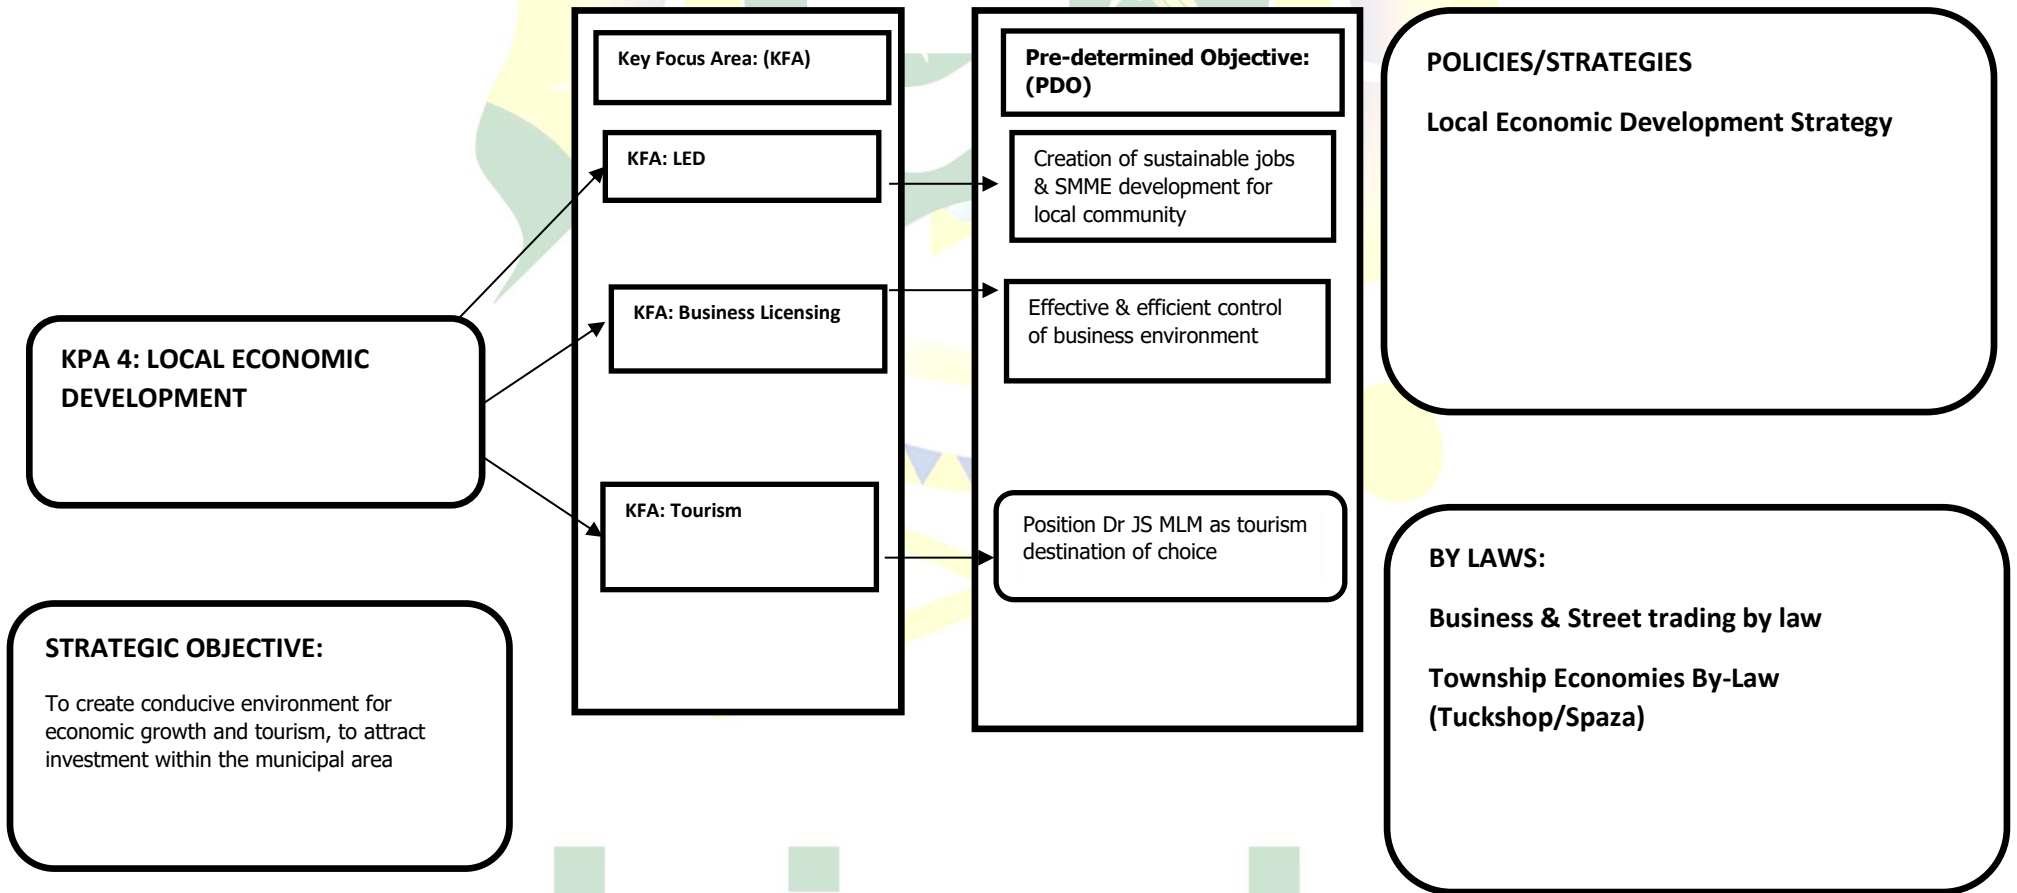 KPA 4: LOCAL ECONOMIC
DEVELOPMENT
STRATEGIC OBJECTIVE:
To create conducive environment for
economic growth and tourism, to attract
investment within the municipal area
Key Focus Area: (KFA)
KFA: LED
KFA: Business Licensing
KFA: Tourism
Pre-determined Objective:
(PDO)
Creation of sustainable jobs
& SMME development for
local community
Effective & efficient control
of business environment
Position Dr JS MLM as tourism
destination of choice
POLICIES/STRATEGIES
Local Economic Development Strategy
BY LAWS:
Business & Street trading by law
Township Economies By-Law
(Tuckshop/Spaza)